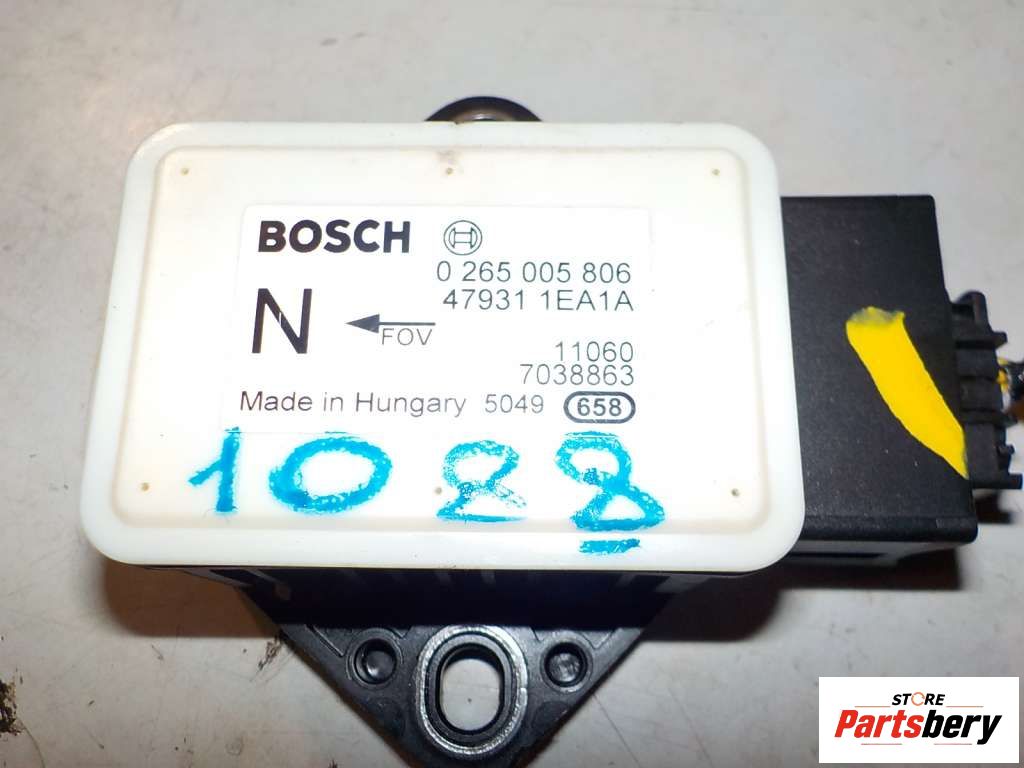 BOSCH
0 265 005 806
47931 1EA1A
N
FOV
11060
7038863
Made in Hungary 5049 658
1088
STORE
Partsbery